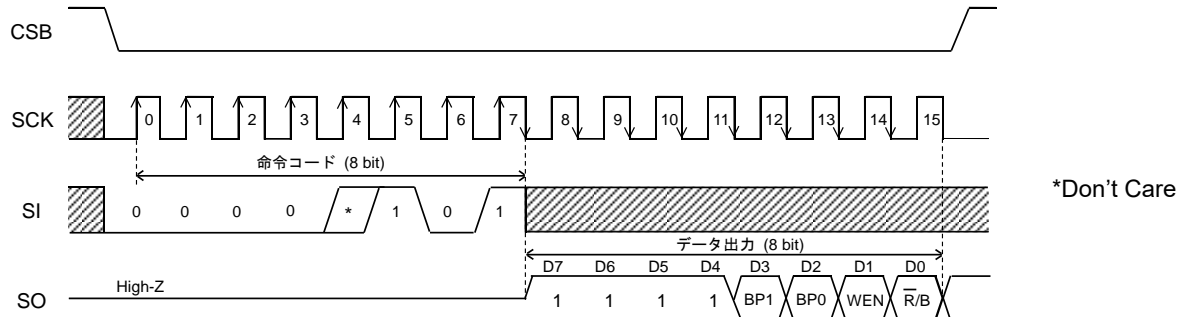 CSB
SCK 0 1 2 3 4 5 6 7 8 9 10 11 12 13 14 15
命令コード (8 bit)
*Don't Care
SI 0 0 0 0 * 1 0 1
データ出力 (8 bit)
D7 D6 D5 D4 D3 D2 D1 D0
High-Z
SO 1 1 1 1 BP1 BP0 WEN R̅/B